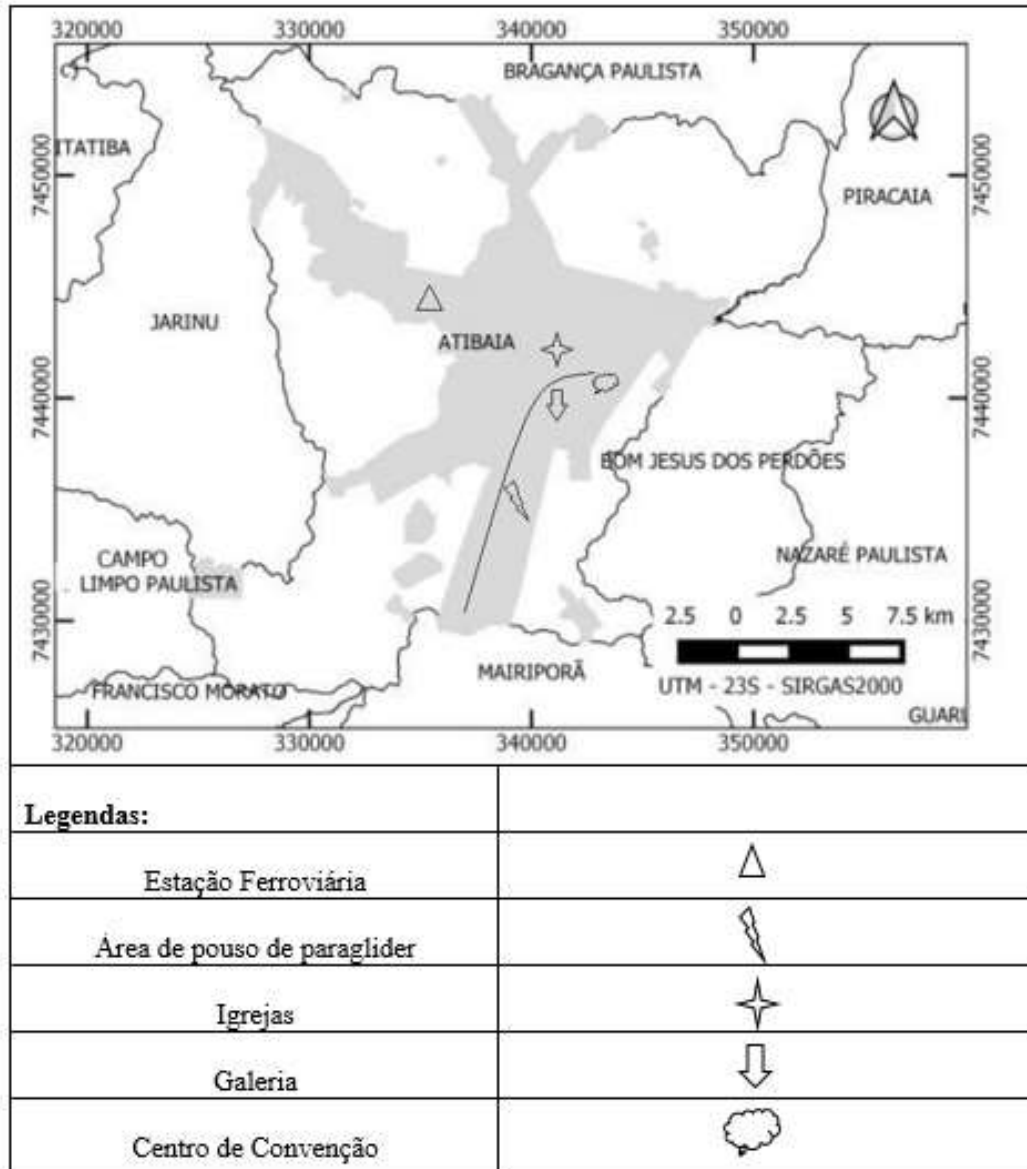 320000 330000 340000 350000
BRAGANÇA PAULISTA
ITATIBA
7450000
7450000
PIRACAIA
JARINU
ATIBAIA
7440000
7440000
BOM JESUS DOS PERDÕES
CAMPO
LIMPO PAULISTA
NAZARÉ PAULISTA
7430000
7430000
2.5 0 2.5 5 7.5 km
MAIRIPORÃ
UTM - 23S - SIRGAS2000
FRANCISCO MORATO
GUARU
320000 330000 340000 350000
Legendas:
Estação Ferroviária
Área de pouso de paraglider
Igrejas
Galeria
Centro de Convenção